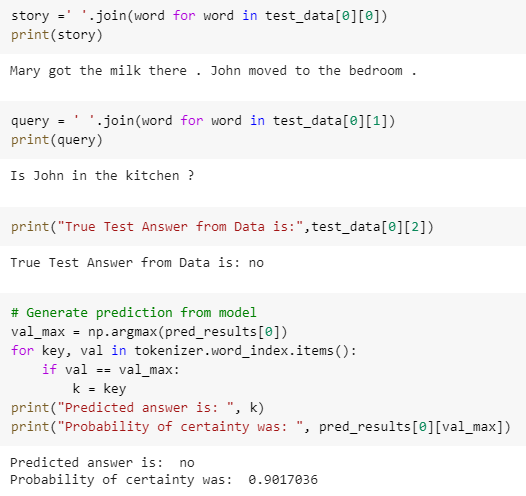 story =' '.join(word for word in test_data[0][0])
print(story)
Mary got the milk there . John moved to the bedroom .
query = ' '.join(word for word in test_data[0][1])
print(query)
Is John in the kitchen ?
print("True Test Answer from Data is:",test_data[0][2])
True Test Answer from Data is: no
# Generate prediction from model
val_max = np.argmax(pred_results[0])
for key, val in tokenizer.word_index.items():
    if val == val_max:
        k = key
print("Predicted answer is: ", k)
print("Probability of certainty was: ", pred_results[0][val_max])
Predicted answer is:  no
Probability of certainty was:  0.9017036